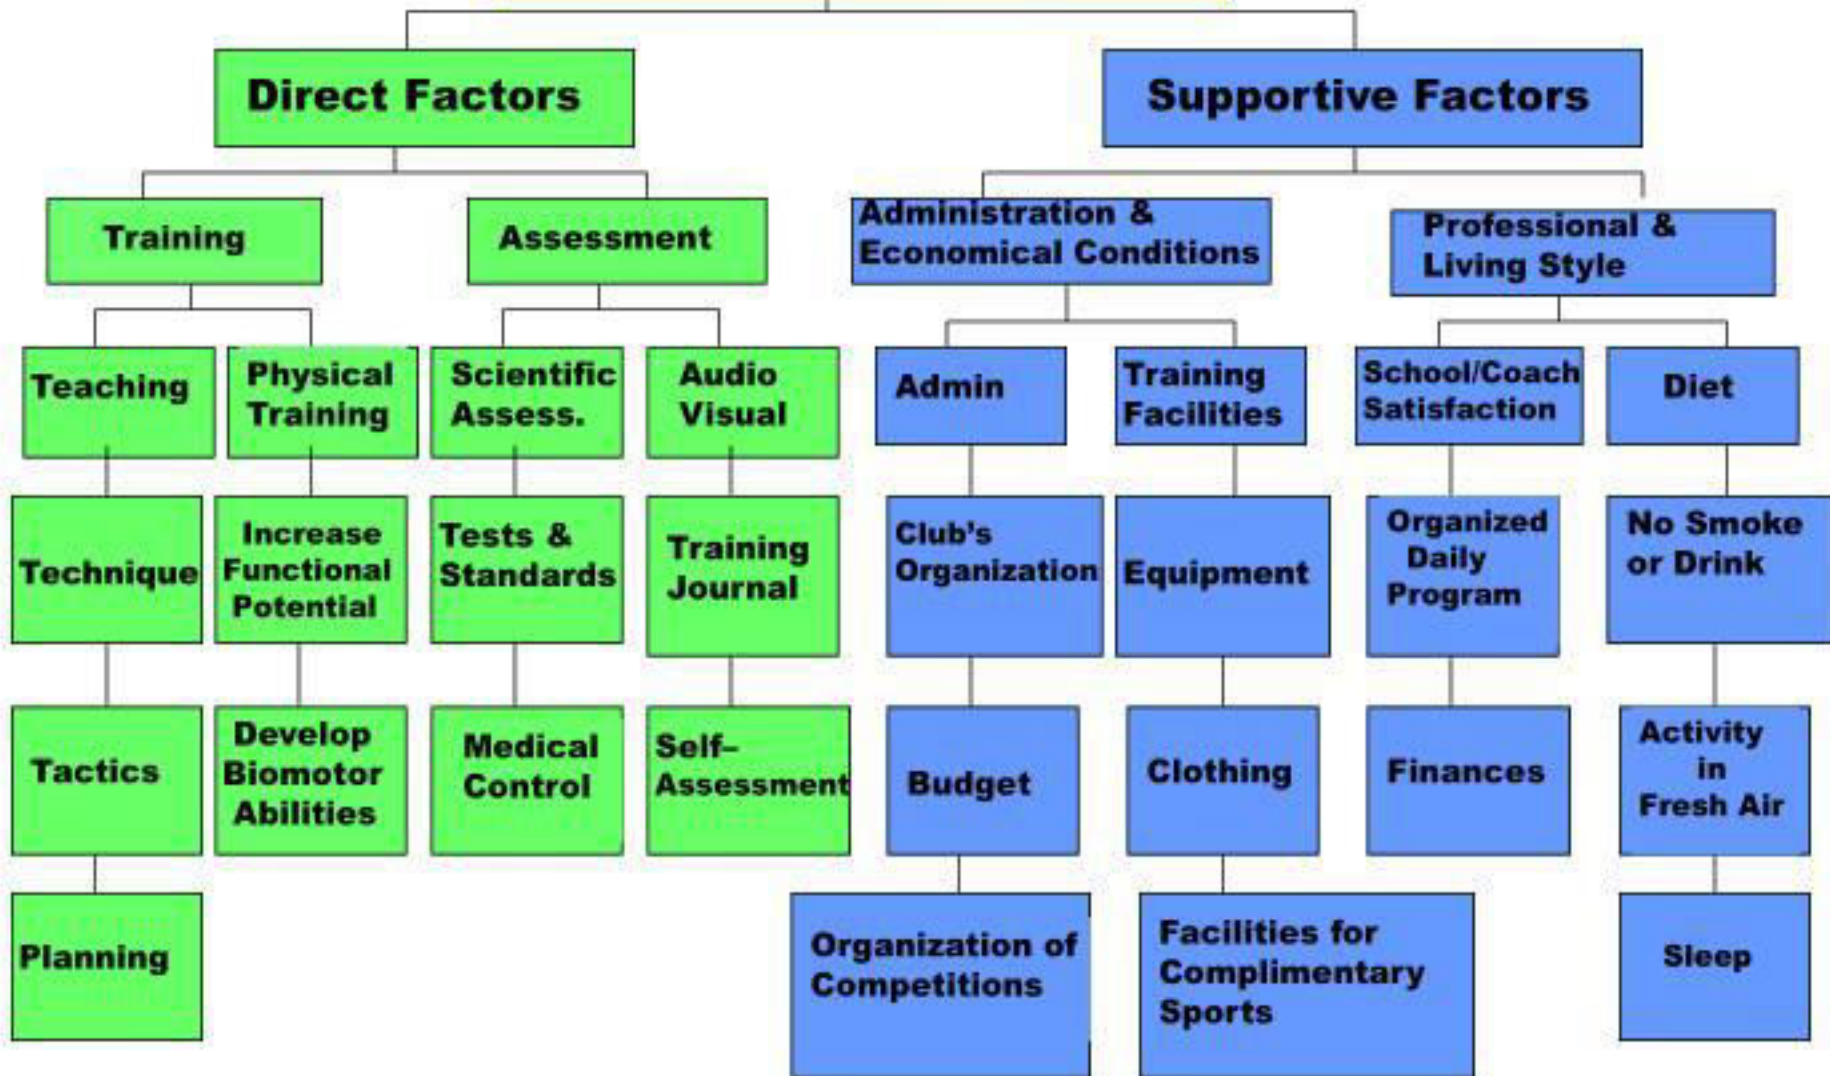 Direct Factors
Supportive Factors
Training
Assessment
Administration &
Economical Conditions
Professional &
Living Style
Teaching
Physical
Training
Scientific
Assess.
Audio
Visual
Admin
Training
Facilities
School/Coach
Satisfaction
Diet
Technique
Increase
Functional
Potential
Tests &
Standards
Training
Journal
Club's
Organization
Equipment
Organized
Daily
Program
No Smoke
or Drink
Tactics
Develop
Biomotor
Abilities
Medical
Control
Self–
Assessment
Budget
Clothing
Finances
Activity
in
Fresh Air
Planning
Organization of
Competitions
Facilities for
Complimentary
Sports
Sleep